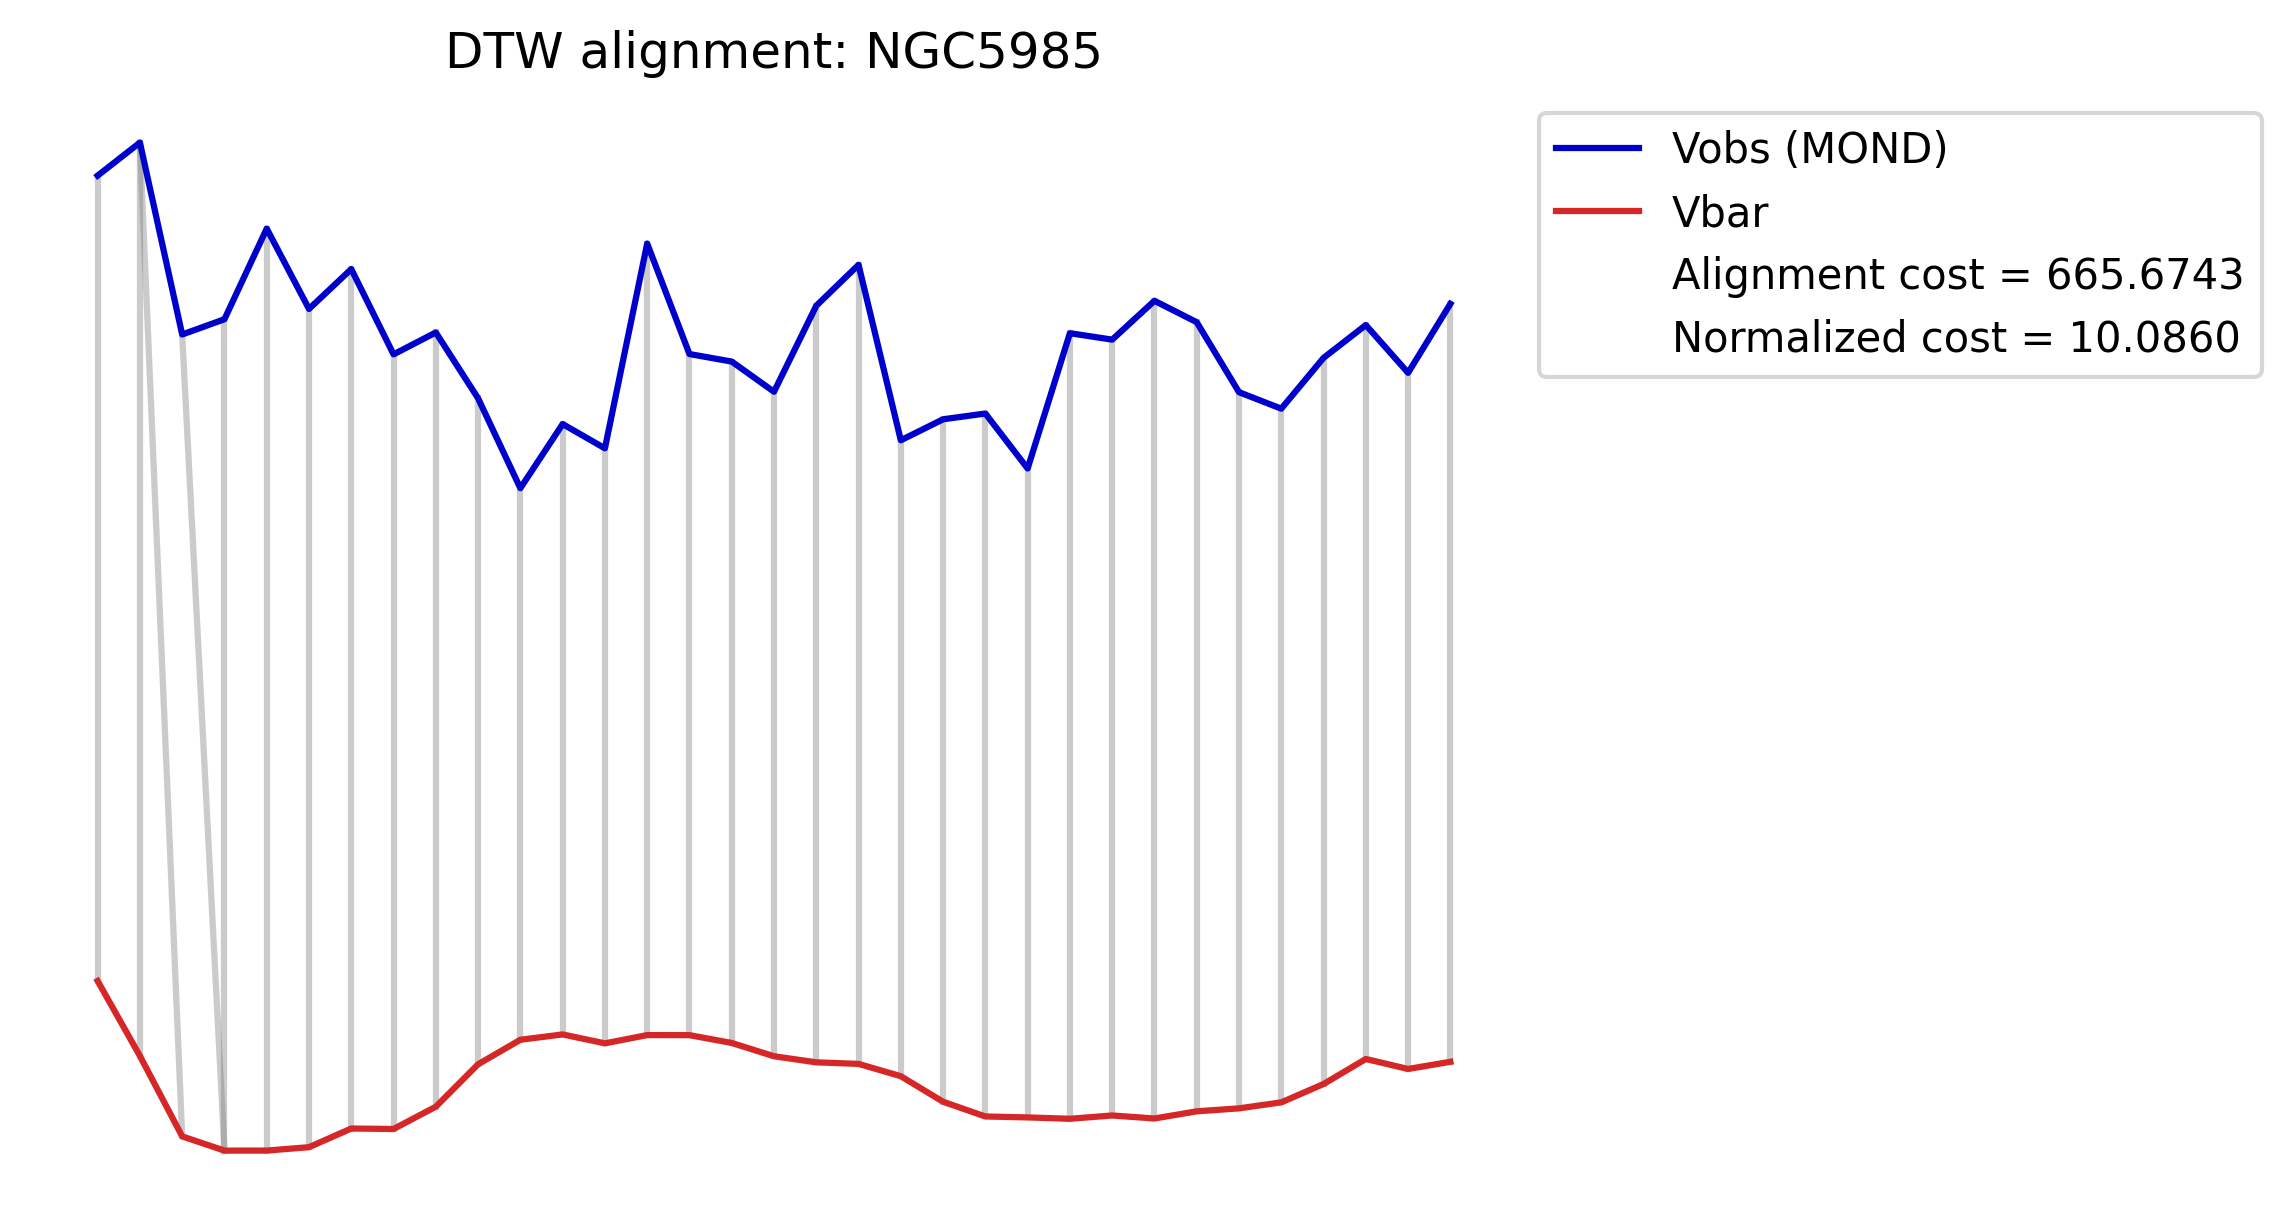 DTW alignment: NGC5985
Vobs (MOND)
Vbar
Alignment cost = 665.6743
Normalized cost = 10.0860